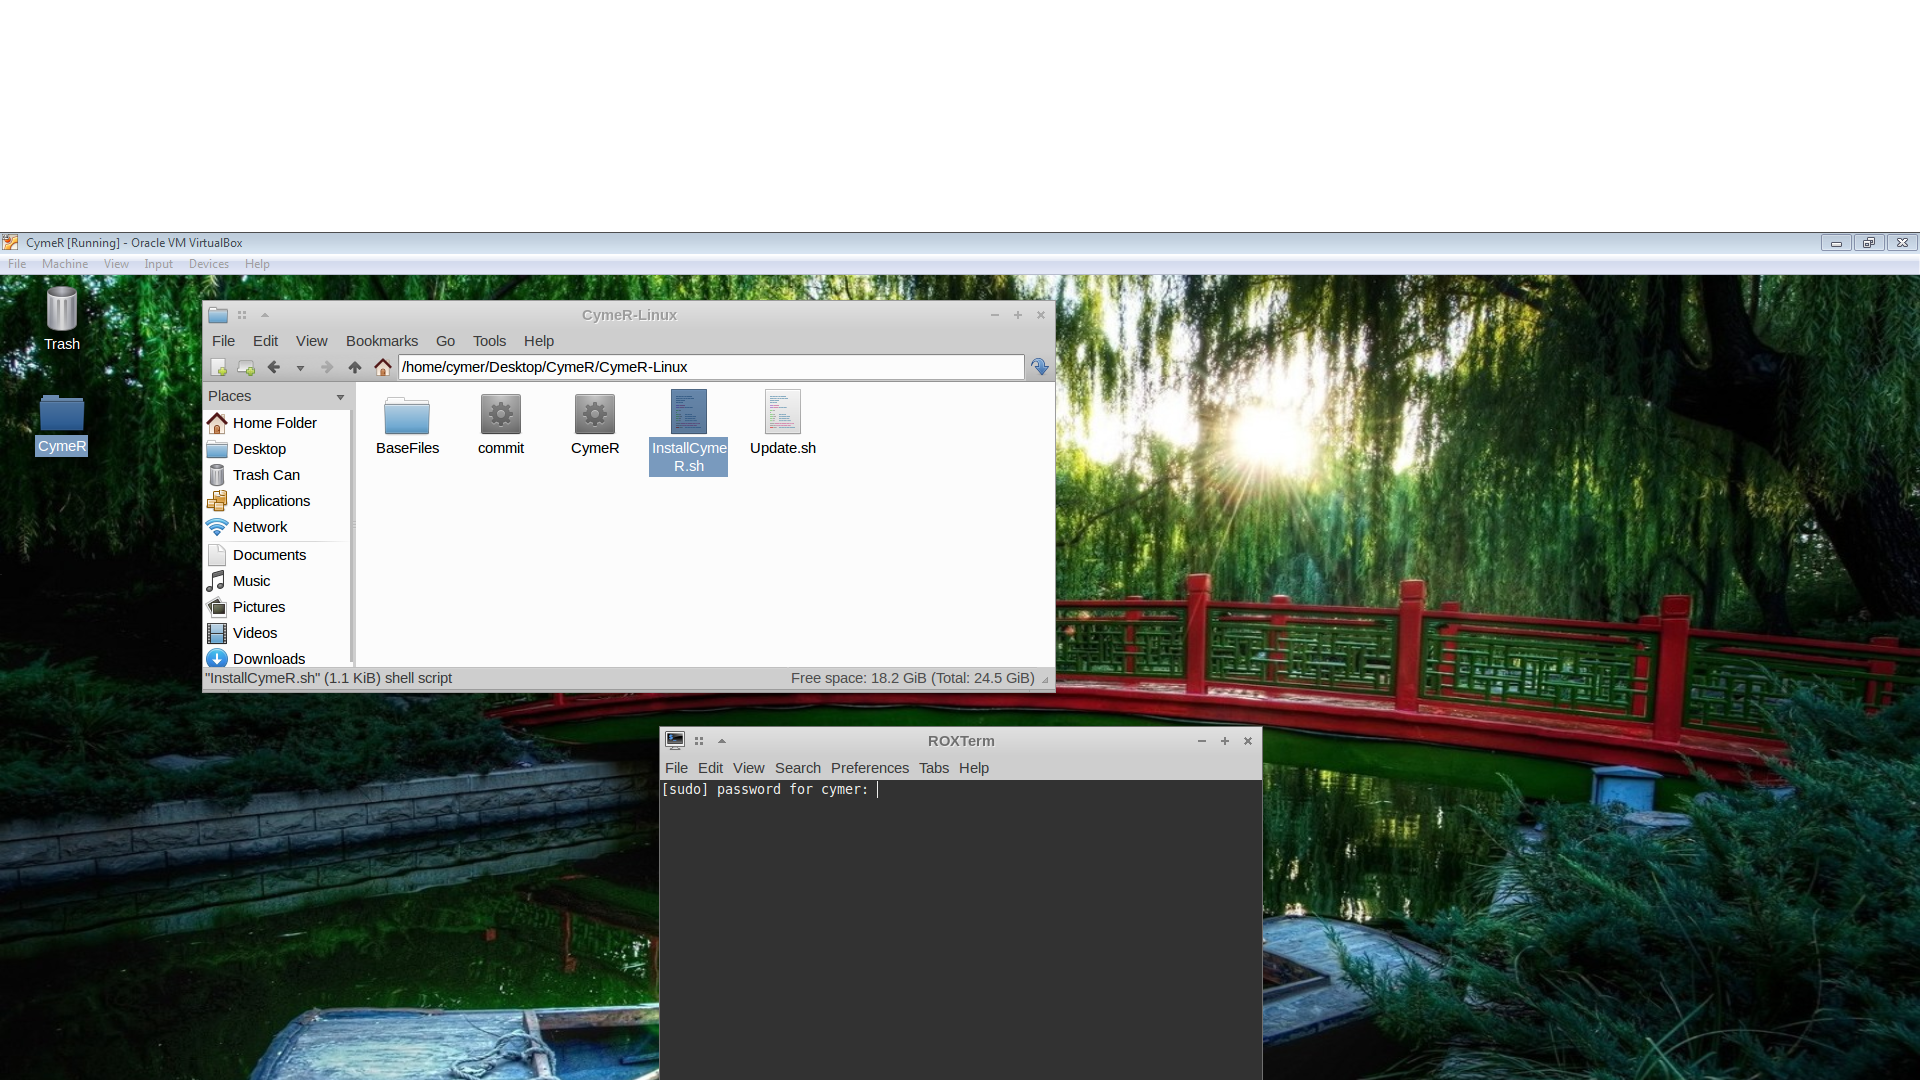 CymeR [Running] - Oracle VM VirtualBox
File Machine View Input Devices Help
Trash
CymeR
CymeR-Linux
File Edit View Bookmarks Go Tools Help
/home/cymer/Desktop/CymeR/CymeR-Linux
Places
Home Folder
Desktop
Trash Can
Applications
Network
Documents
Music
Pictures
Videos
Downloads
BaseFiles
commit
CymeR
InstallCyme
R.sh
Update.sh
"InstallCymeR.sh" (1.1 KiB) shell script
Free space: 18.2 GiB (Total: 24.5 GiB)
ROXTerm
File Edit View Search Preferences Tabs Help
[sudo] password for cymer: